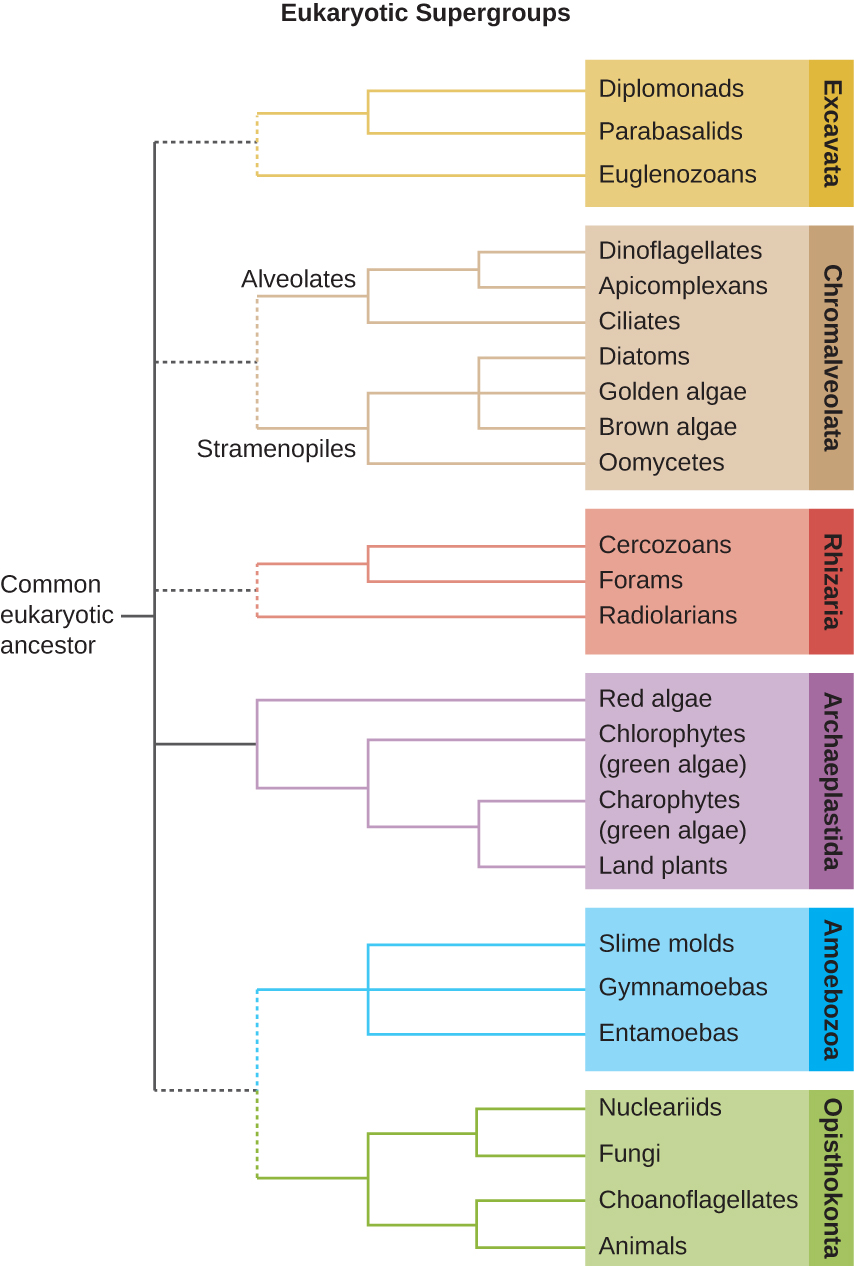 Eukaryotic Supergroups
Diplomonads
Parabasalids
Euglenozoans
Excavata
Alveolates
Stramenopiles
Dinoflagellates
Apicomplexans
Ciliates
Diatoms
Golden algae
Brown algae
Oomycetes
Chromalveolata
Common
eukaryotic
ancestor
Cercozoans
Forams
Radiolarians
Rhizaria
Red algae
Chlorophytes
(green algae)
Charophytes
(green algae)
Land plants
Archaeplastida
Slime molds
Gymnamoebas
Entamoebas
Amoebozoa
Nucleariids
Fungi
Choanoflagellates
Animals
Opisthokonta